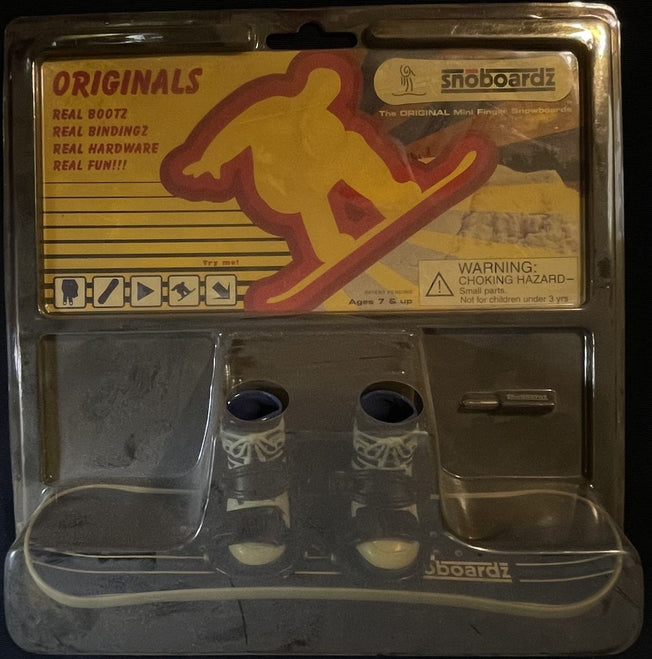 ORIGINALS
REAL BOOTZ
REAL BINDINGZ
REAL HARDWARE
REAL FUN!!!
snoboardz
The ORIGINAL Mini Finger Snowboards
Try me!
PATENT PENDING
Ages 7 & up
WARNING:
CHOKING HAZARD–
Small parts.
Not for children under 3 yrs
snoboardz
oboardz